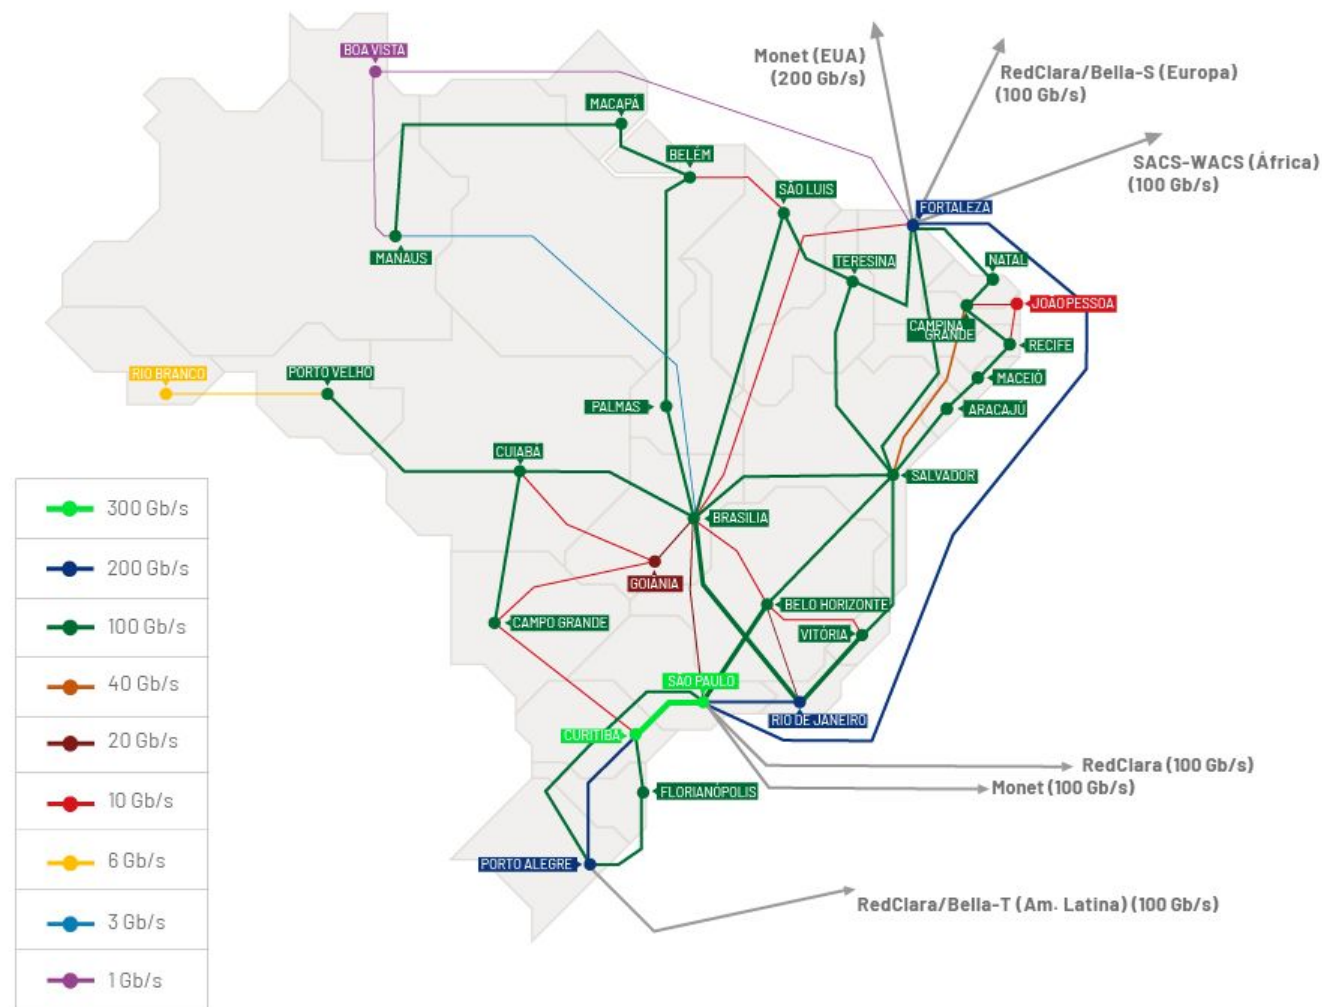 BOA VISTA
Monet (EUA)
(200 Gb/s)
RedClara/Bella-S (Europa)
(100 Gb/s)
MACAPÁ
BELÉM
SACS-WACS (África)
(100 Gb/s)
SÃO LUIS
FORTALEZA
MANAUS
TERESINA
NATAL
JOÃO PESSOA
CAMPINA
GRANDE
RECIFE
RIO BRANCO
PORTO VELHO
MACEIÓ
PALMAS
ARACAJÚ
CUIABÁ
SALVADOR
300 Gb/s
BRASILIA
200 Gb/s
GOIÂNIA
BELO HORIZONTE
100 Gb/s
CAMPO GRANDE
VITÓRIA
40 Gb/s
SÃO PAULO
RIO DE JANEIRO
20 Gb/s
CURITIBA
RedClara (100 Gb/s)
Monet (100 Gb/s)
10 Gb/s
FLORIANÓPOLIS
6 Gb/s
PORTO ALEGRE
RedClara/Bella-T (Am. Latina) (100 Gb/s)
3 Gb/s
1 Gb/s